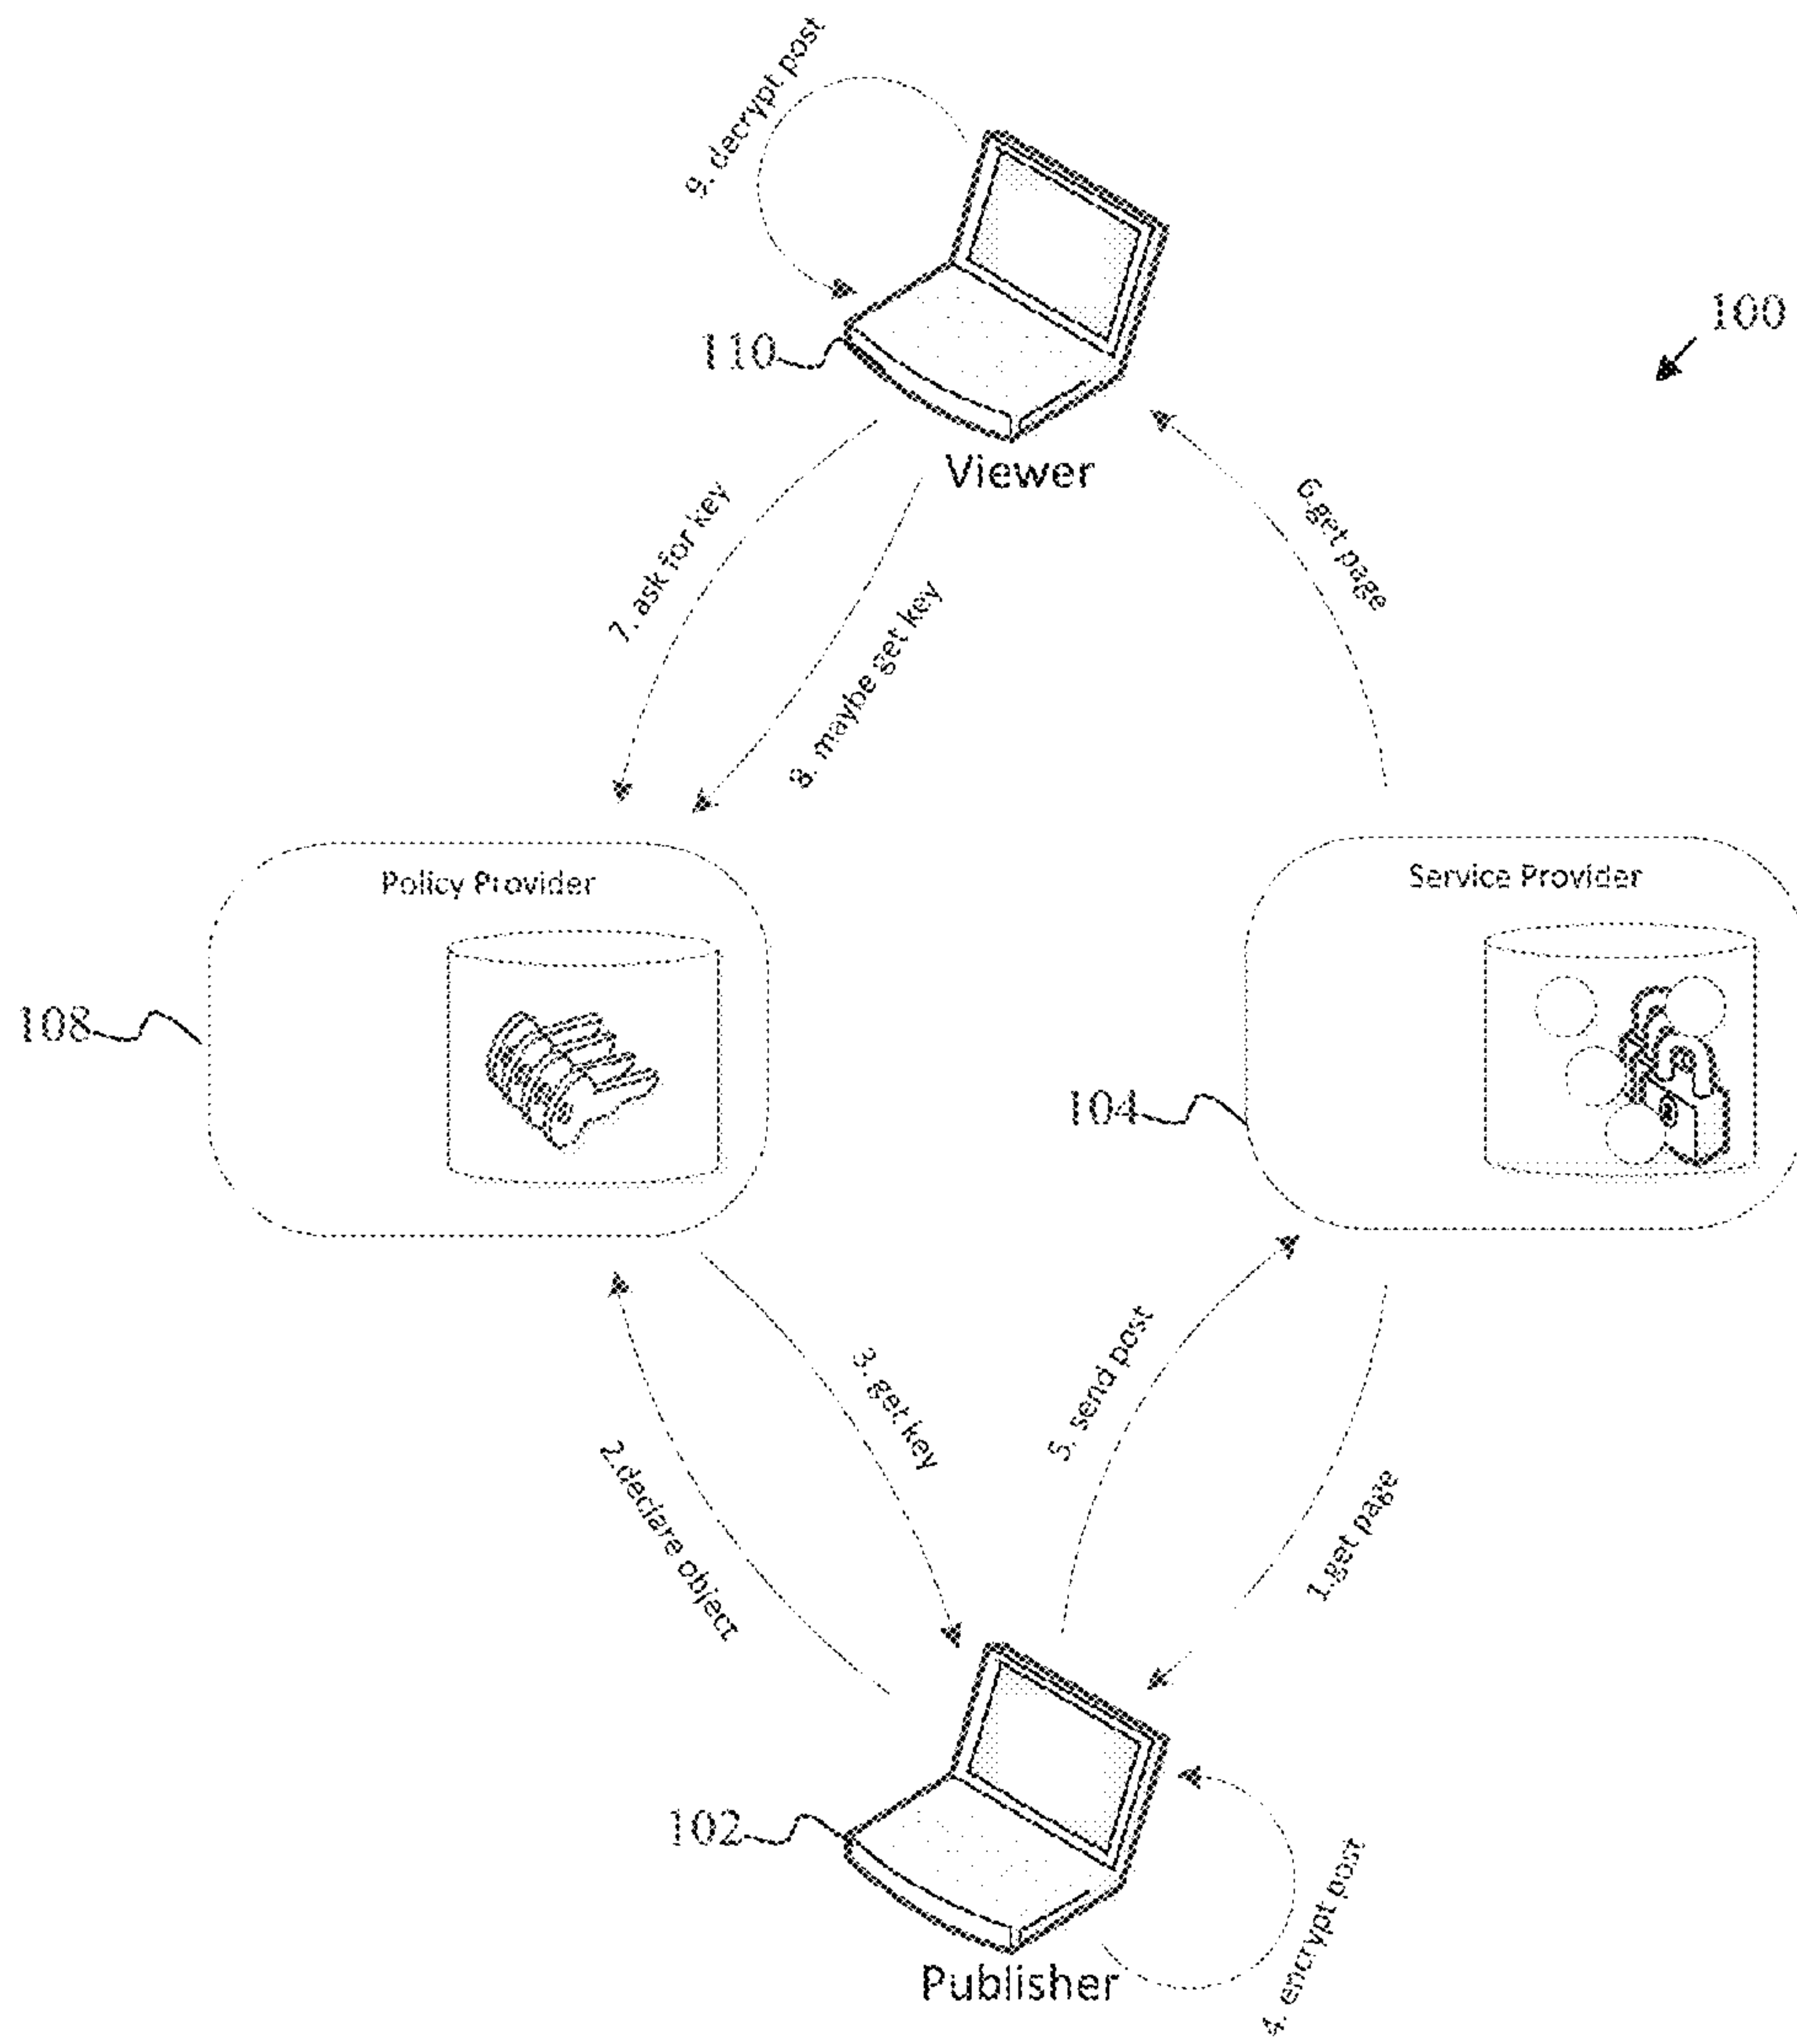 9. decrypt post
100
110
Viewer
7. ask for key
6.get page
8. maybe get key
Policy Provider
Service Provider
108
104
3. get key
5. send post
2.declare object
1.get page
102
4. encrypt post
Publisher